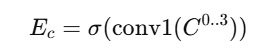 E_c = σ(conv1(C^{0..3}))